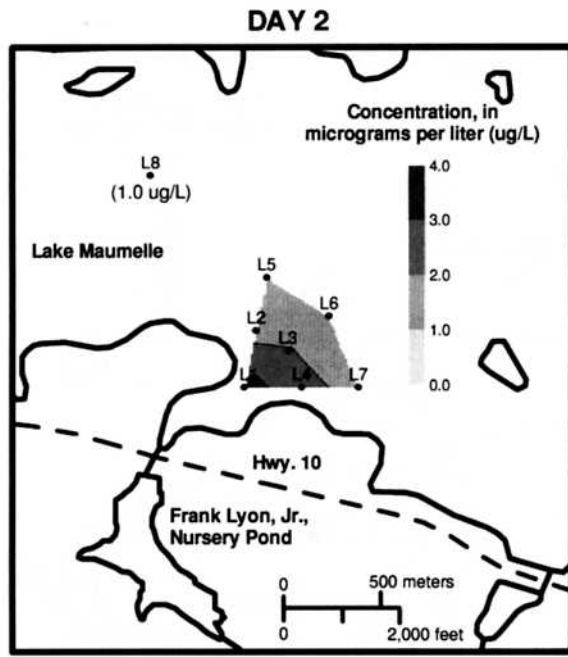 DAY 2
Concentration, in
micrograms per liter (ug/L)
4.0
3.0
2.0
1.0
0.0
L8
(1.0 ug/L)
Lake Maumelle
L5
L6
L2
L3
L4
L7
Hwy. 10
Frank Lyon, Jr.,
Nursery Pond
0
500 meters
0
2,000 feet